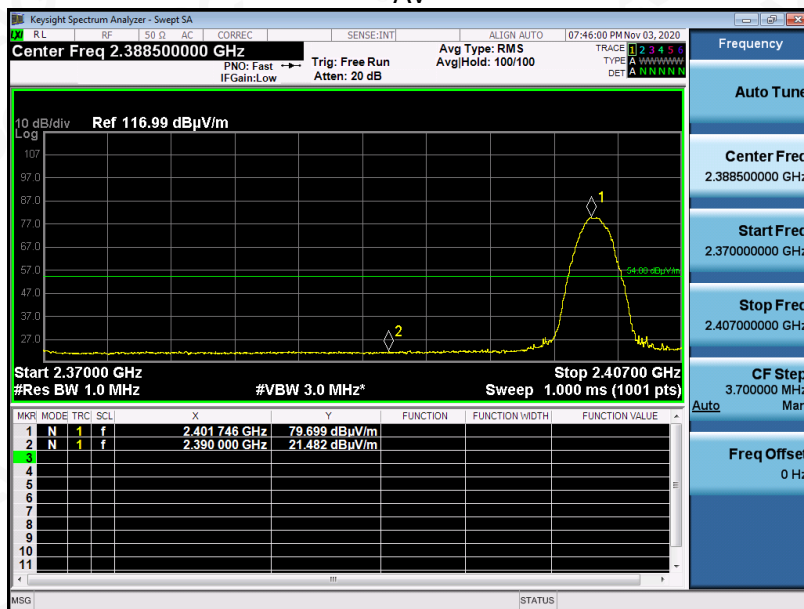 Keysight Spectrum Analyzer - Swept SA
LXI RL RF 50 Ω AC CORREC SENSE:INT ALIGN AUTO 07:46:00 PM Nov 03, 2020
Center Freq 2.388500000 GHz
PNO: Fast
IFGain:Low
Trig: Free Run
Atten: 20 dB
Avg Type: RMS
Avg|Hold: 100/100
TRACE 1 2 3 4 5 6
TYPE A WWWWW
DET A N N N N N
10 dB/div Ref 116.99 dBµV/m
Log
107
97.0
87.0
77.0
67.0
57.0
47.0
37.0
27.0
1
54.00 dBµV/m
2
Start 2.37000 GHz Stop 2.40700 GHz
#Res BW 1.0 MHz #VBW 3.0 MHz* Sweep 1.000 ms (1001 pts)
MKR MODE TRC SCL X Y FUNCTION FUNCTION WIDTH FUNCTION VALUE
1 N 1 f 2.401 746 GHz 79.699 dBµV/m
2 N 1 f 2.390 000 GHz 21.482 dBµV/m
3
4
5
6
7
8
9
10
11
MSG STATUS
Frequency
Auto Tune
Center Freq
2.388500000 GHz
Start Freq
2.370000000 GHz
Stop Freq
2.407000000 GHz
CF Step
3.700000 MHz
Auto Man
Freq Offset
0 Hz